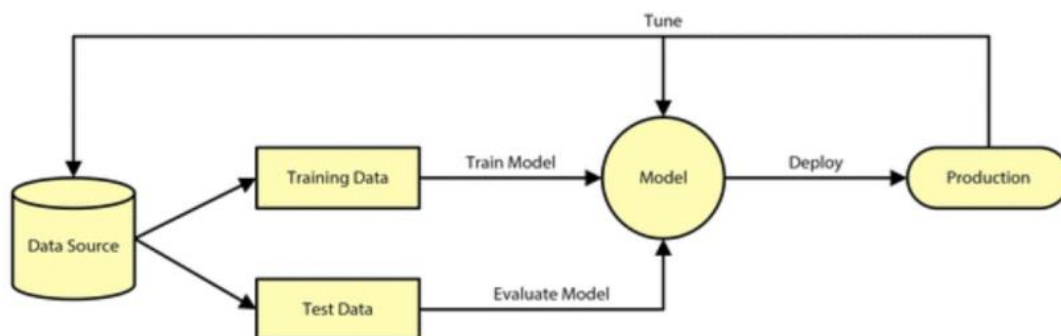 Tune
Training Data
Train Model
Model
Deploy
Production
Data Source
Test Data
Evaluate Model